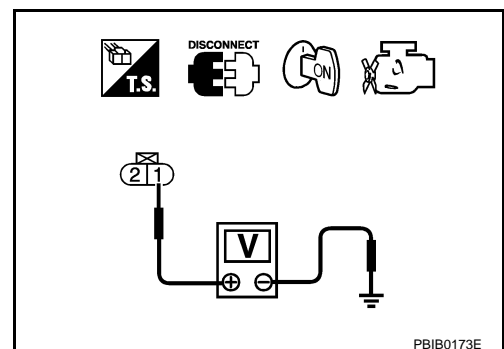 DISCONNECT
T.S.
ON
2 1
V
+ −
PBIB0173E